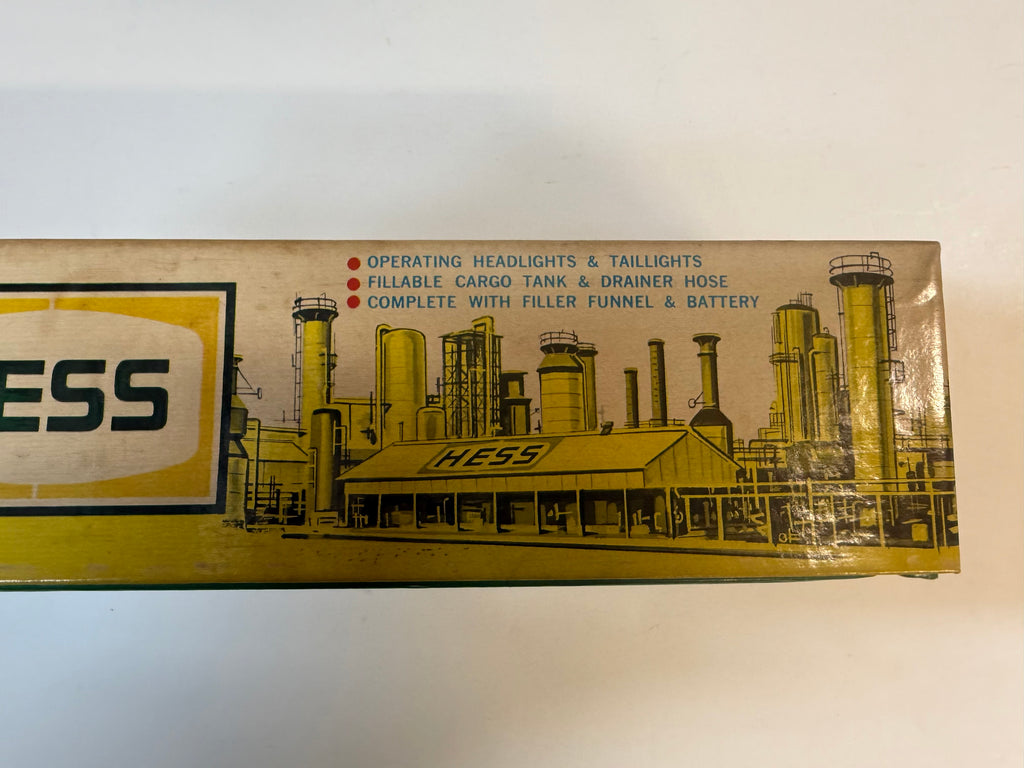 OPERATING HEADLIGHTS & TAILLIGHTS
FILLABLE CARGO TANK & DRAINER HOSE
COMPLETE WITH FILLER FUNNEL & BATTERY
ESS
HESS